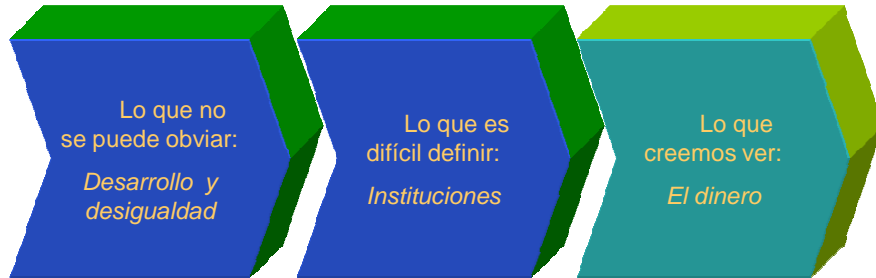 Lo que no
se puede obviar:
Desarrollo y
desigualdad
Lo que es
difícil definir:
Instituciones
Lo que
creemos ver:
El dinero